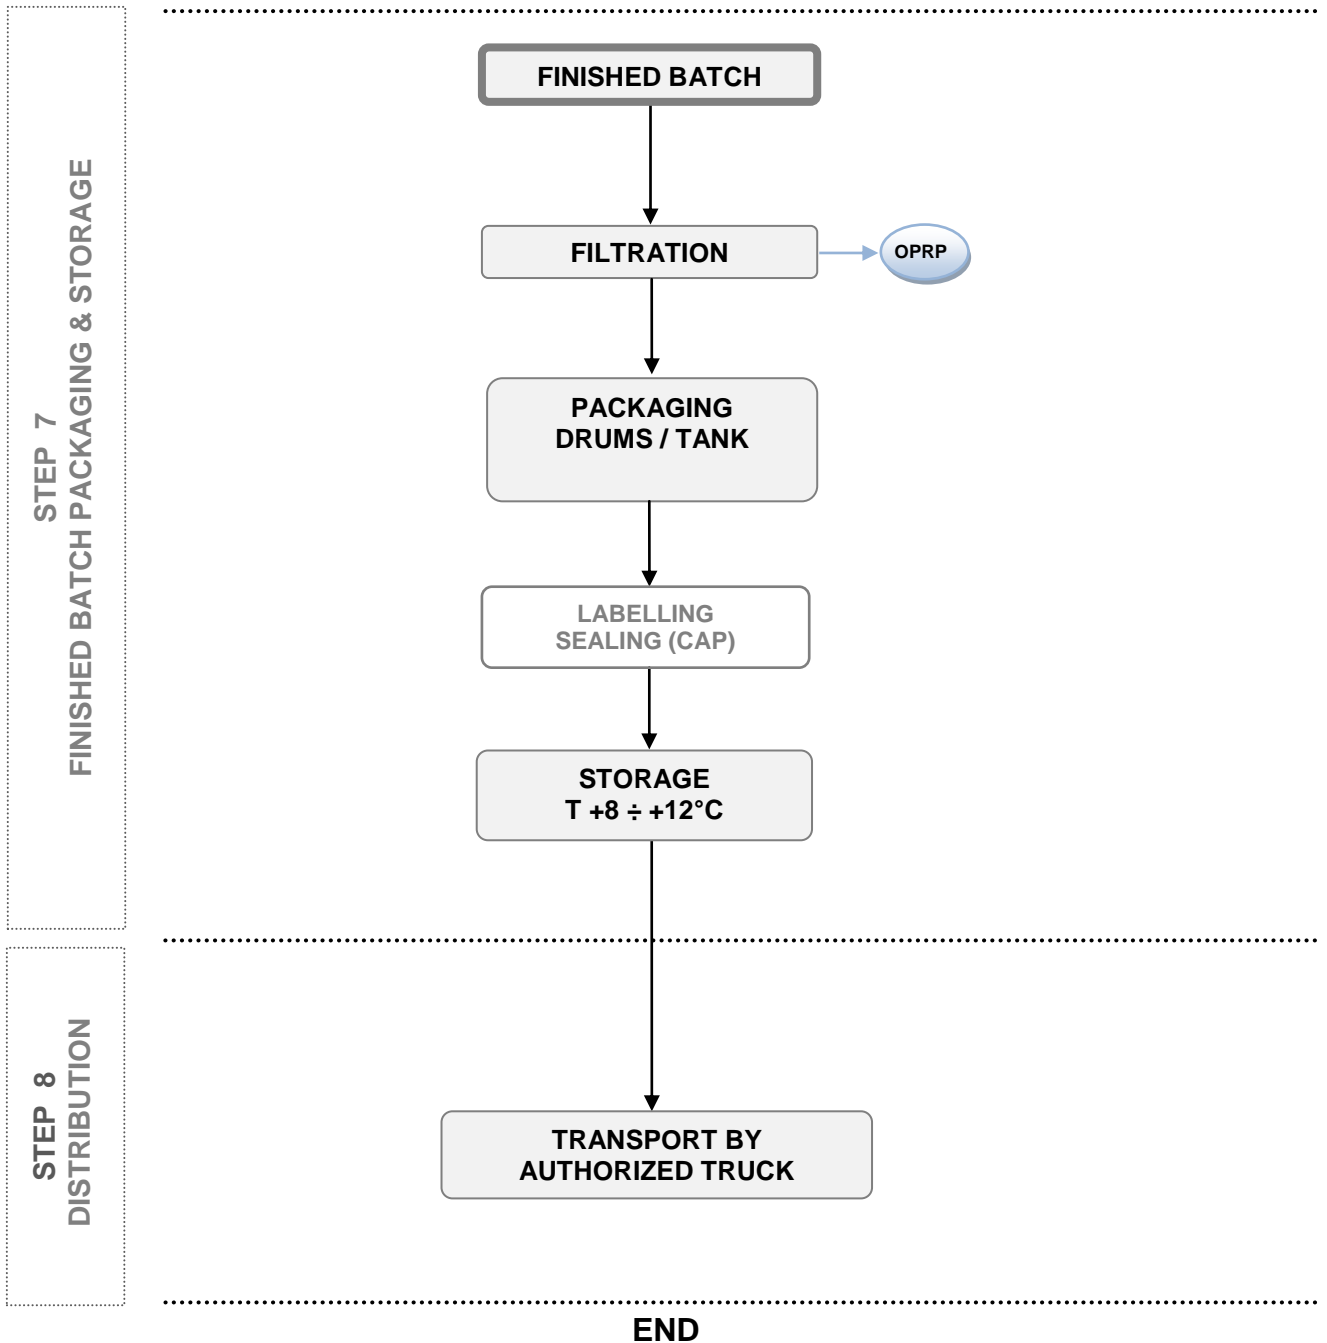 STEP 7
FINISHED BATCH PACKAGING & STORAGE
FINISHED BATCH
FILTRATION
OPRP
PACKAGING
DRUMS / TANK
LABELLING
SEALING (CAP)
STORAGE
T +8 ÷ +12°C
STEP 8
DISTRIBUTION
TRANSPORT BY
AUTHORIZED TRUCK
END